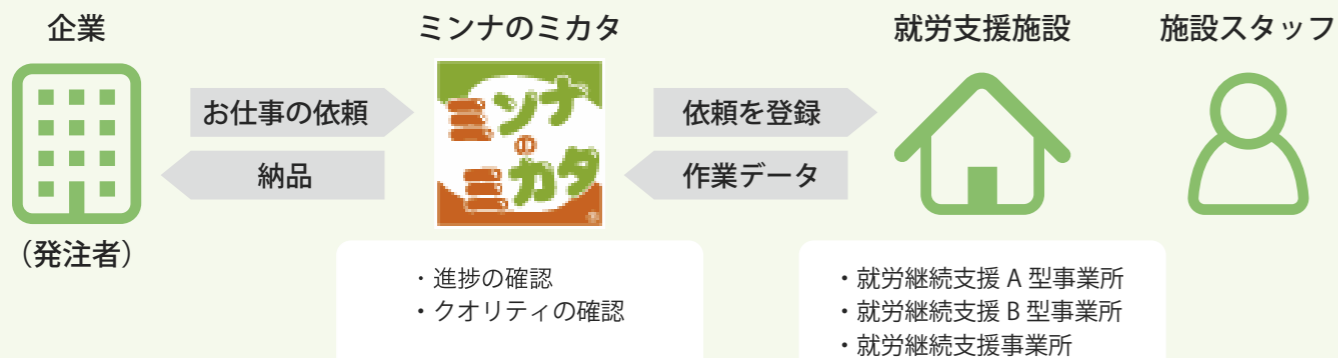 企業
ミンナのミカタ
就労支援施設
施設スタッフ
お仕事の依頼
納品
ミンナ
の
ミカタ
®
依頼を登録
作業データ
（発注者）
・進捗の確認
・クオリティの確認
・就労継続支援 A 型事業所
・就労継続支援 B 型事業所
・就労継続支援事業所